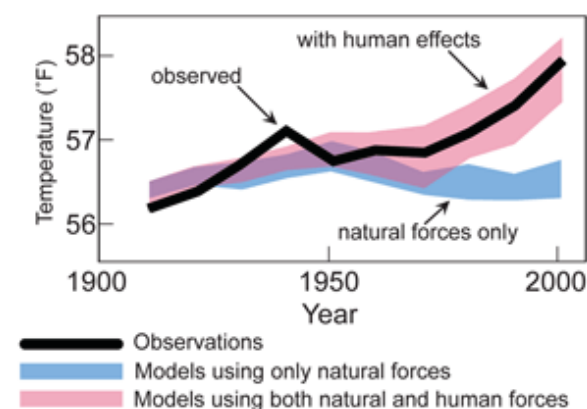 58
57
56
Temperature (°F)
observed
with human effects
natural forces only
1900
1950
2000
Year
Observations
Models using only natural forces
Models using both natural and human forces